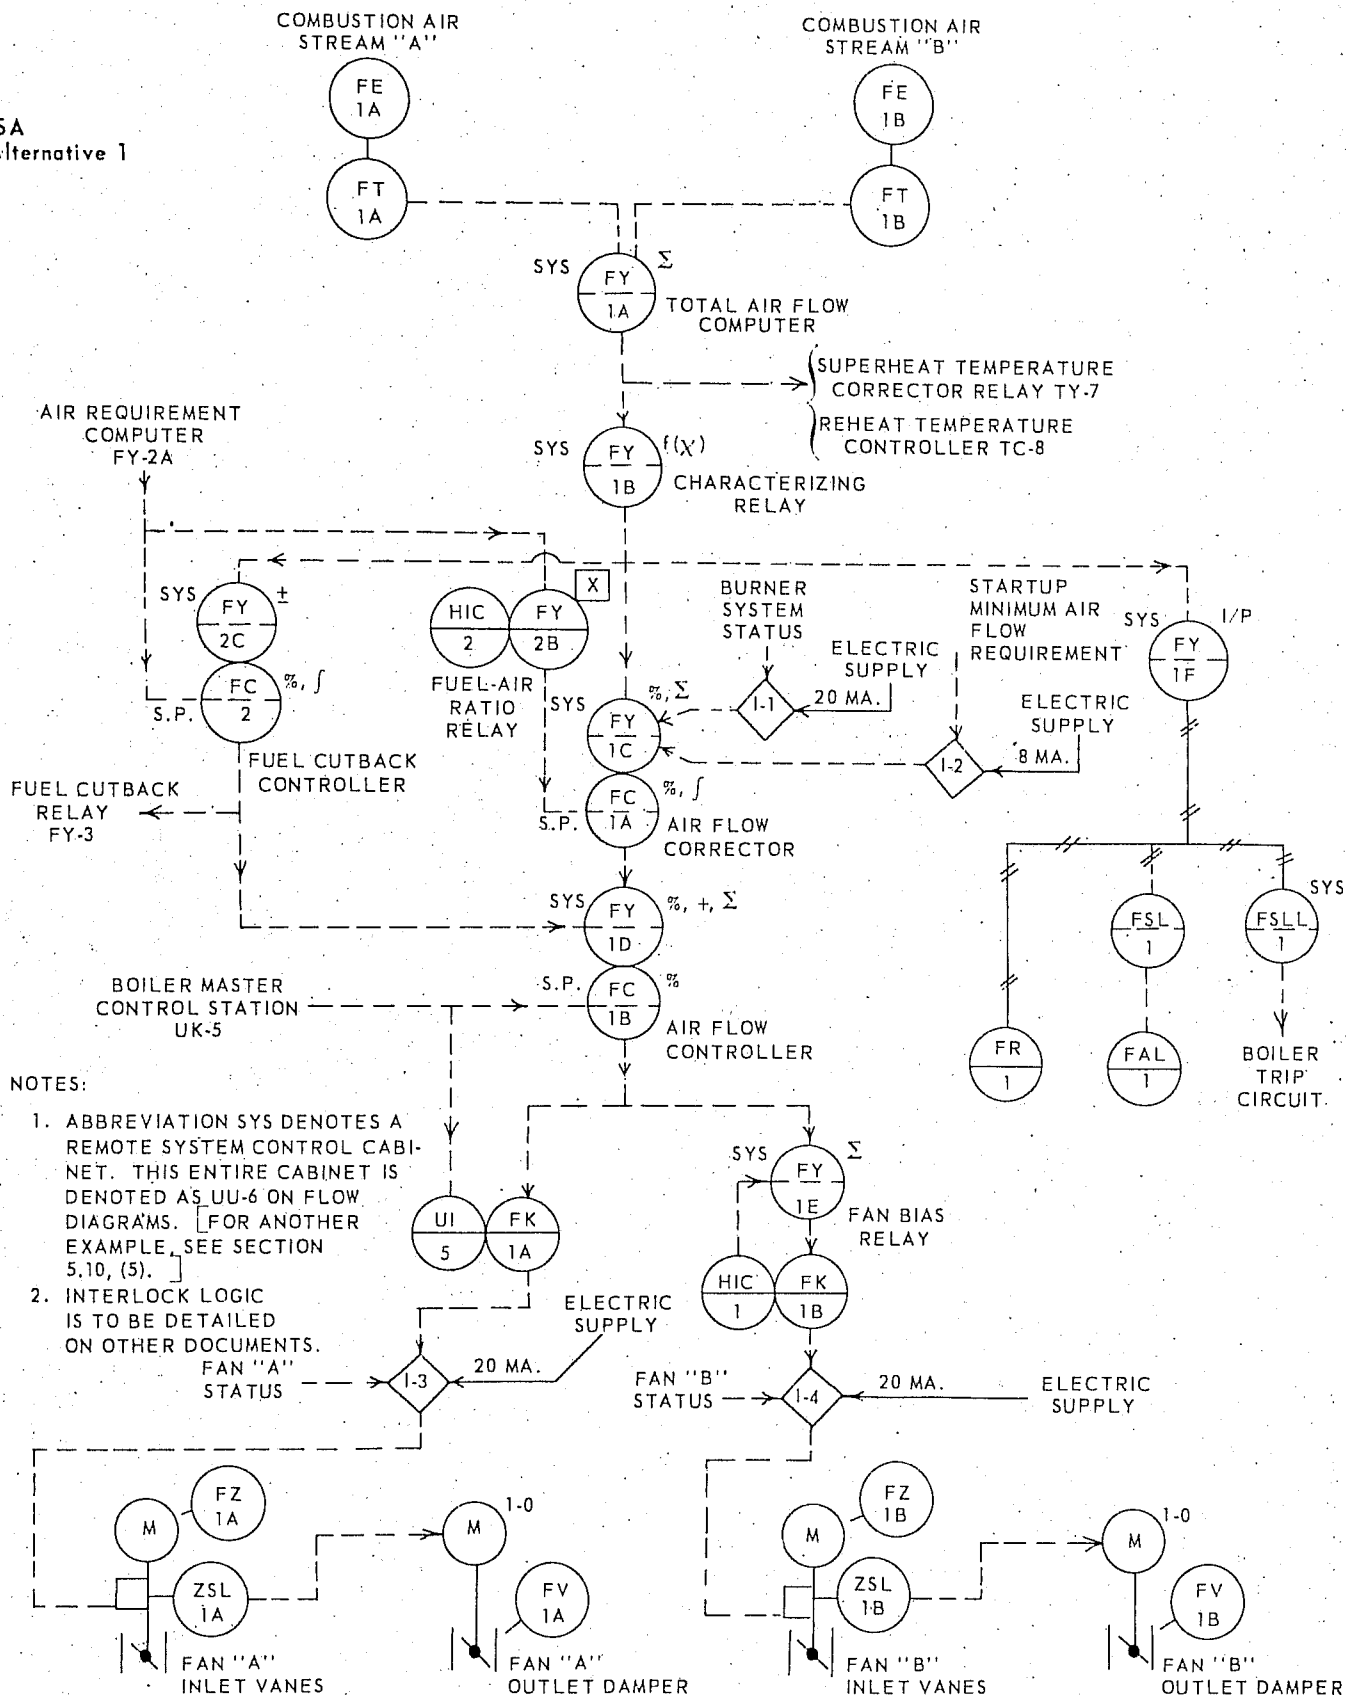 COMBUSTION AIR
STREAM "A"
COMBUSTION AIR
STREAM "B"
FE
1A
FE
1B
5A
Alternative 1
FT
1A
FT
1B
SYS
FY
1A
Σ
TOTAL AIR FLOW
COMPUTER
SUPERHEAT TEMPERATURE
CORRECTOR RELAY TY-7
REHEAT TEMPERATURE
CONTROLLER TC-8
AIR REQUIREMENT
COMPUTER
FY-2A
SYS
FY
1B
f(X)
CHARACTERIZING
RELAY
SYS
FY
2C
±
FC
2
%, ∫
S.P.
FUEL CUTBACK
CONTROLLER
HIC
2
FY
2B
X
FUEL-AIR
RATIO
RELAY
SYS
BURNER
SYSTEM
STATUS
ELECTRIC
SUPPLY
I-1
20 MA.
STARTUP
MINIMUM AIR
FLOW
REQUIREMENT
SYS
FY
1F
I/P
ELECTRIC
SUPPLY
I-2
8 MA.
%, Σ
FY
1C
FC
1A
%, ∫
S.P.
AIR FLOW
CORRECTOR
FUEL CUTBACK
RELAY
FY-3
SYS
FY
1D
%, +, Σ
FSL
1
FSLL
1
SYS
BOILER MASTER
CONTROL STATION
UK-5
S.P.
FC
1B
%
AIR FLOW
CONTROLLER
FR
1
FAL
1
BOILER
TRIP
CIRCUIT
NOTES:
1. ABBREVIATION SYS DENOTES A
REMOTE SYSTEM CONTROL CABI-
NET. THIS ENTIRE CABINET IS
DENOTED AS UU-6 ON FLOW
DIAGRAMS. [FOR ANOTHER
EXAMPLE, SEE SECTION
5.10, (5).]
2. INTERLOCK LOGIC
IS TO BE DETAILED
ON OTHER DOCUMENTS.
UI
5
FK
1A
SYS
FY
1E
Σ
FAN BIAS
RELAY
HIC
1
FK
1B
FAN "A"
STATUS
I-3
20 MA.
ELECTRIC
SUPPLY
FAN "B"
STATUS
I-4
20 MA.
ELECTRIC
SUPPLY
M
FZ
1A
ZSL
1A
FAN "A"
INLET VANES
M
1-0
FV
1A
FAN "A"
OUTLET DAMPER
M
FZ
1B
ZSL
1B
FAN "B"
INLET VANES
M
1-0
FV
1B
FAN "B"
OUTLET DAMPER